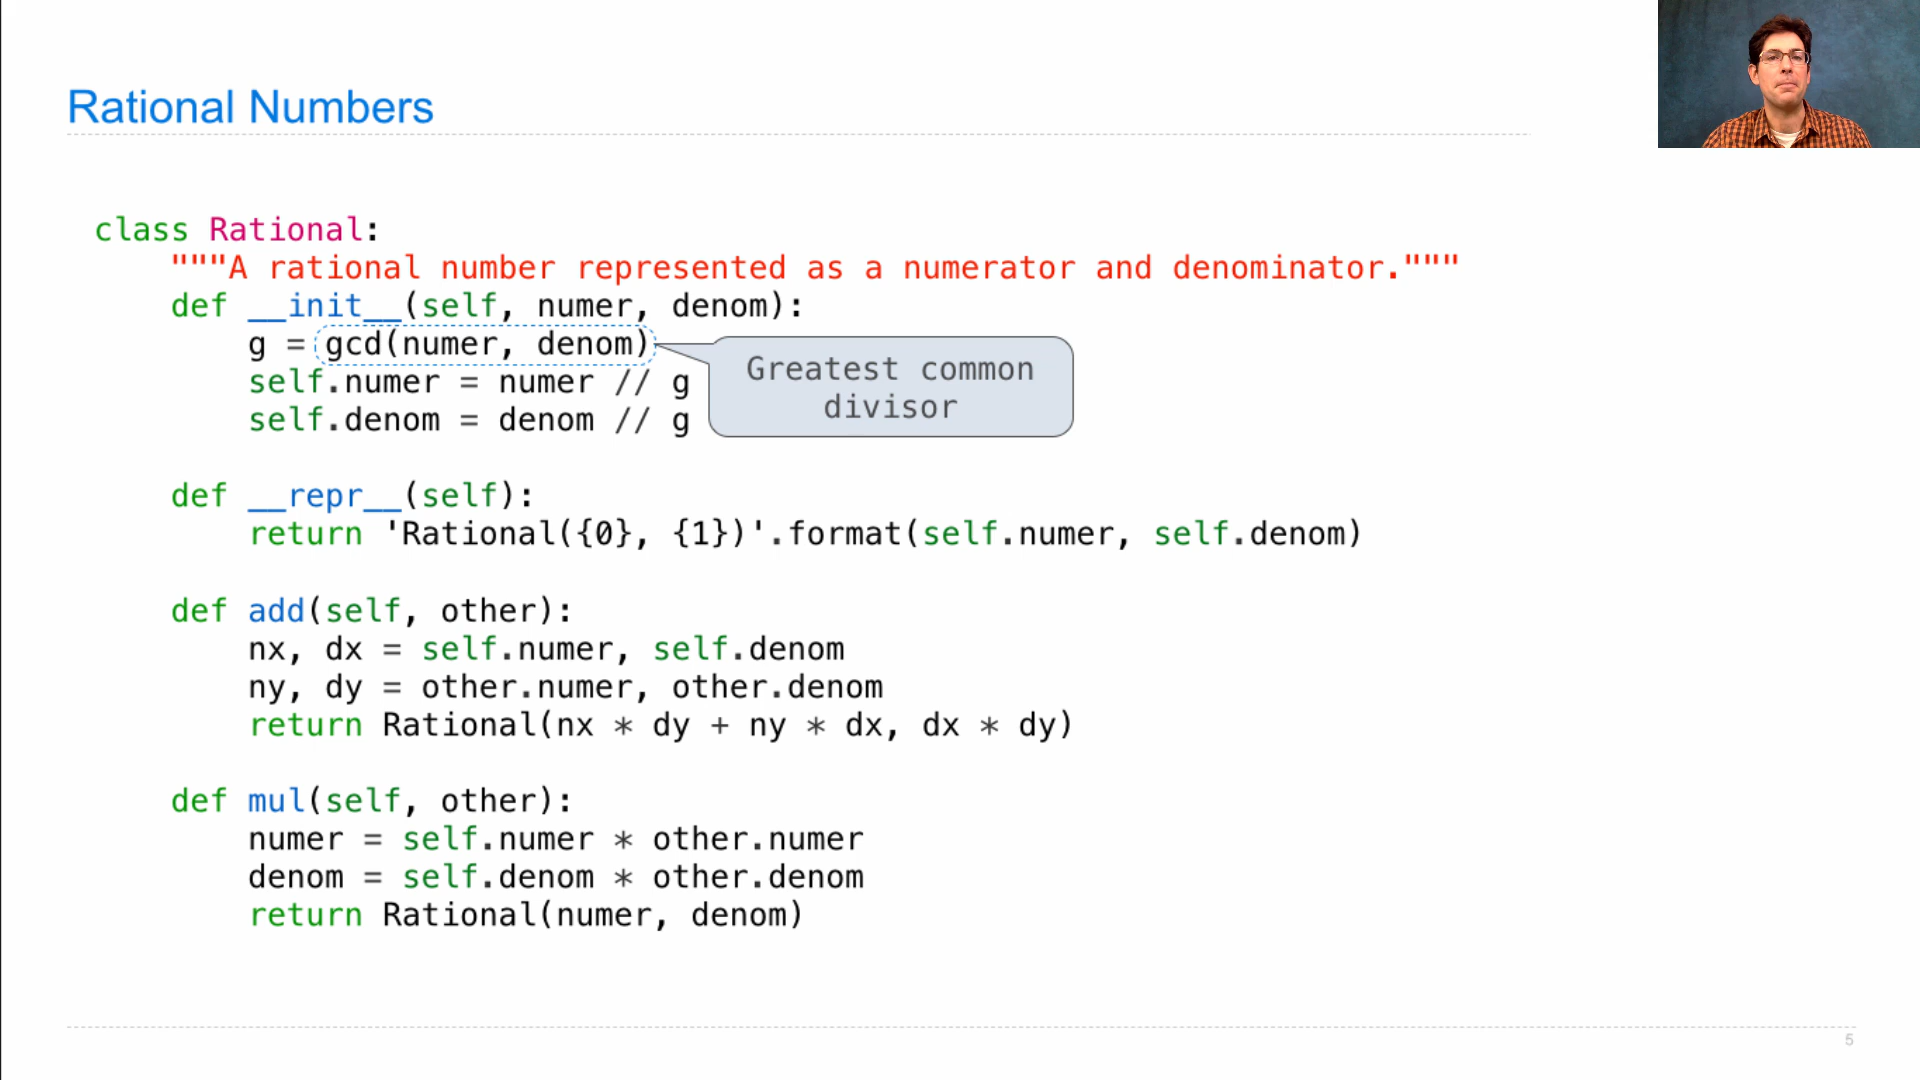 Rational Numbers
class Rational:
    """A rational number represented as a numerator and denominator."""
    def __init__(self, numer, denom):
        g = gcd(numer, denom)
        self.numer = numer // g
        self.denom = denom // g
Greatest common
divisor
    def __repr__(self):
        return 'Rational({0}, {1})'.format(self.numer, self.denom)
    def add(self, other):
        nx, dx = self.numer, self.denom
        ny, dy = other.numer, other.denom
        return Rational(nx * dy + ny * dx, dx * dy)
    def mul(self, other):
        numer = self.numer * other.numer
        denom = self.denom * other.denom
        return Rational(numer, denom)
5